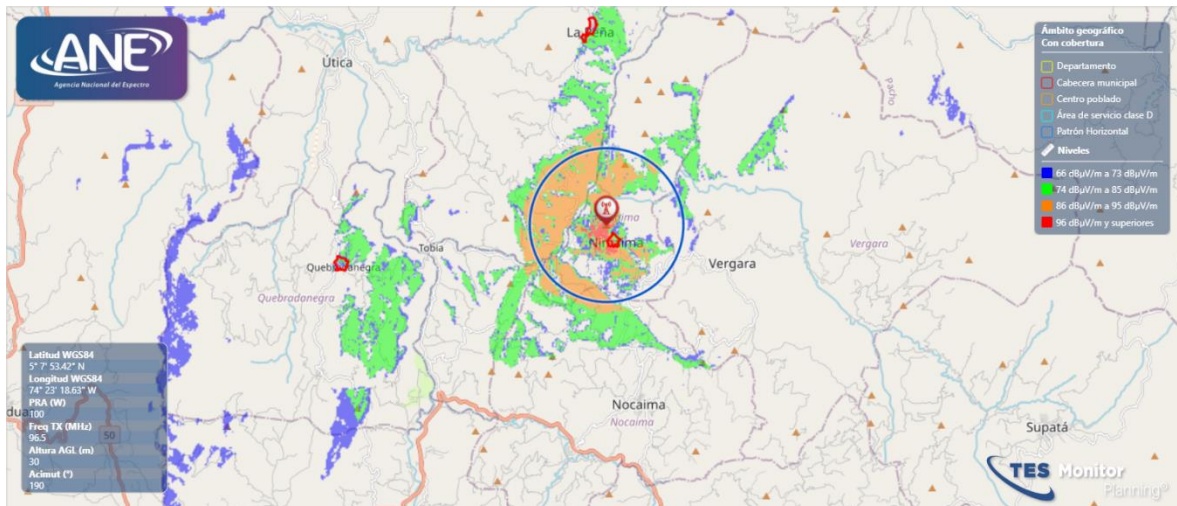 ANE
Agencia Nacional del Espectro
La Peña
Útica
pacho
Tobia
Quebradanegra
Quebradanegra
Nimaima
Vergara
Vergara
Nocaima
Nocaima
Supatá
50
Ámbito geográfico
Con cobertura
Departamento
Cabecera municipal
Centro poblado
Área de servicio clase D
Patrón Horizontal
Niveles
66 dBµV/m a 73 dBµV/m
74 dBµV/m a 85 dBµV/m
86 dBµV/m a 95 dBµV/m
96 dBµV/m y superiores
Latitud WGS84
5° 7' 53.42" N
Longitud WGS84
74° 23' 18.63" W
PRA (W)
100
Freq TX (MHz)
96.5
Altura AGL (m)
30
Acimut (°)
190
TES Monitor
Planning®